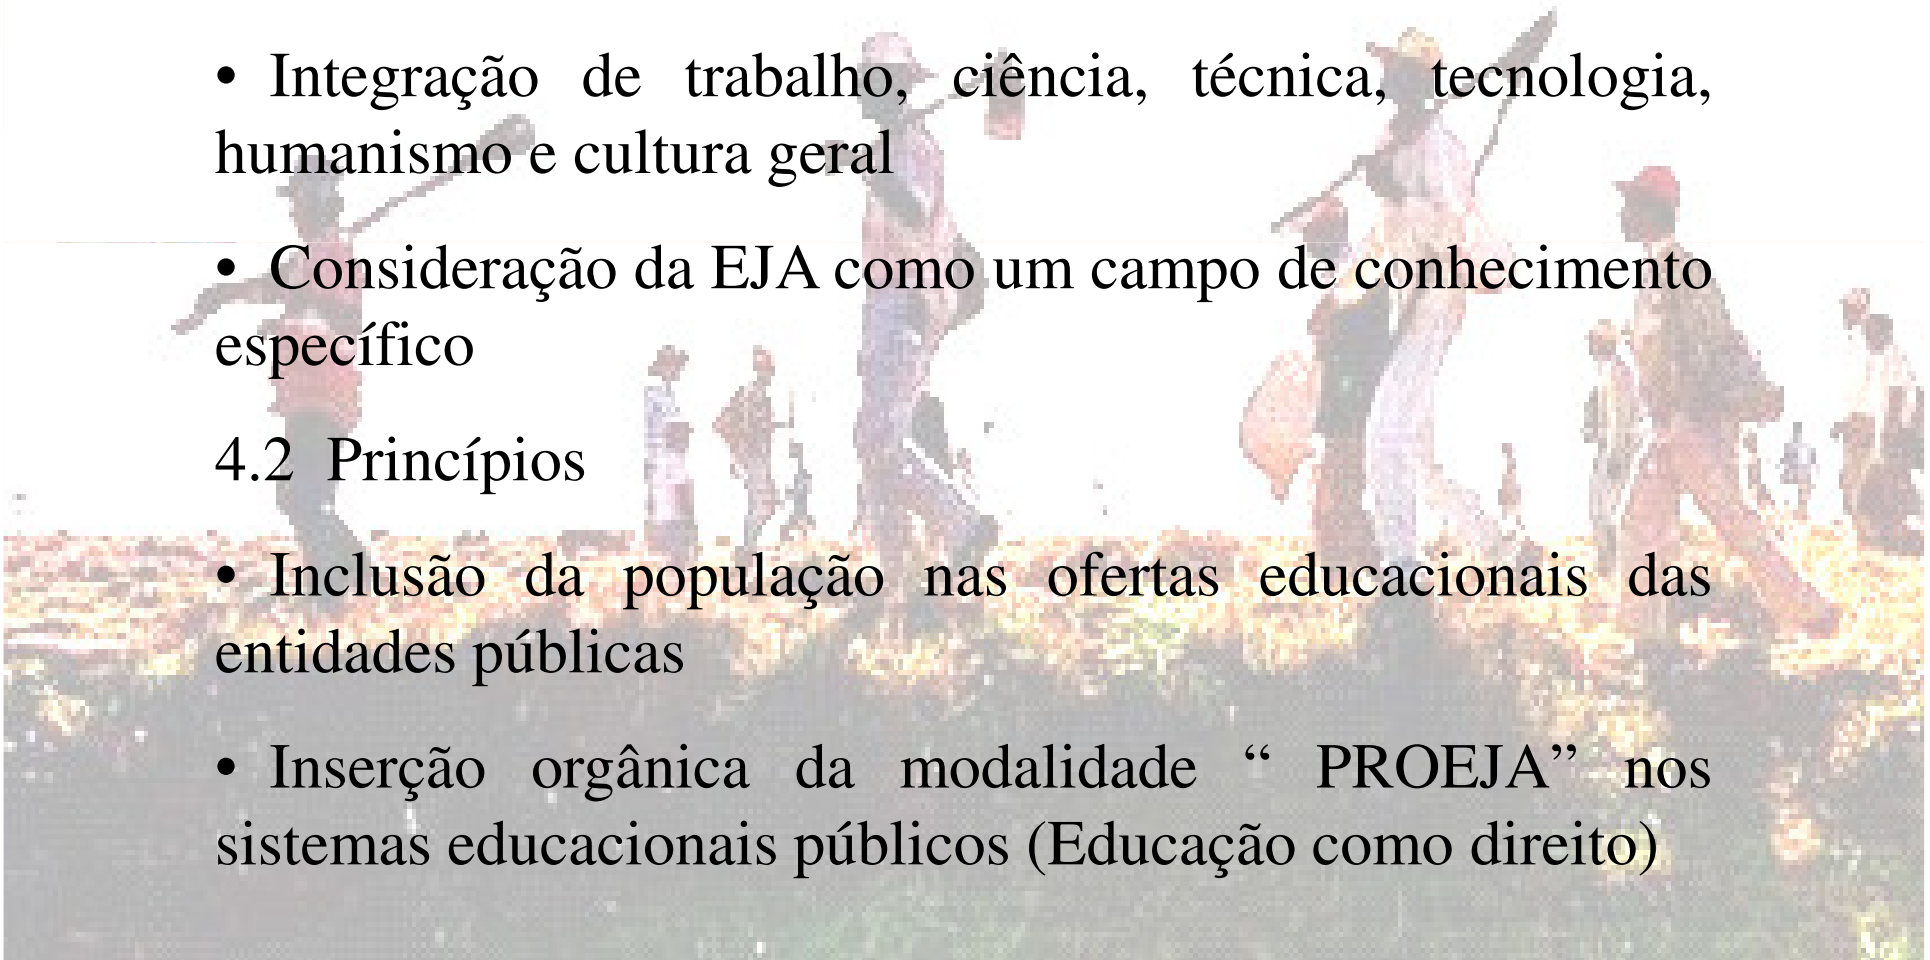 • Integração de trabalho, ciência, técnica, tecnologia,
humanismo e cultura geral
• Consideração da EJA como um campo de conhecimento
específico
4.2 Princípios
• Inclusão da população nas ofertas educacionais das
entidades públicas
• Inserção orgânica da modalidade “ PROEJA” nos
sistemas educacionais públicos (Educação como direito)